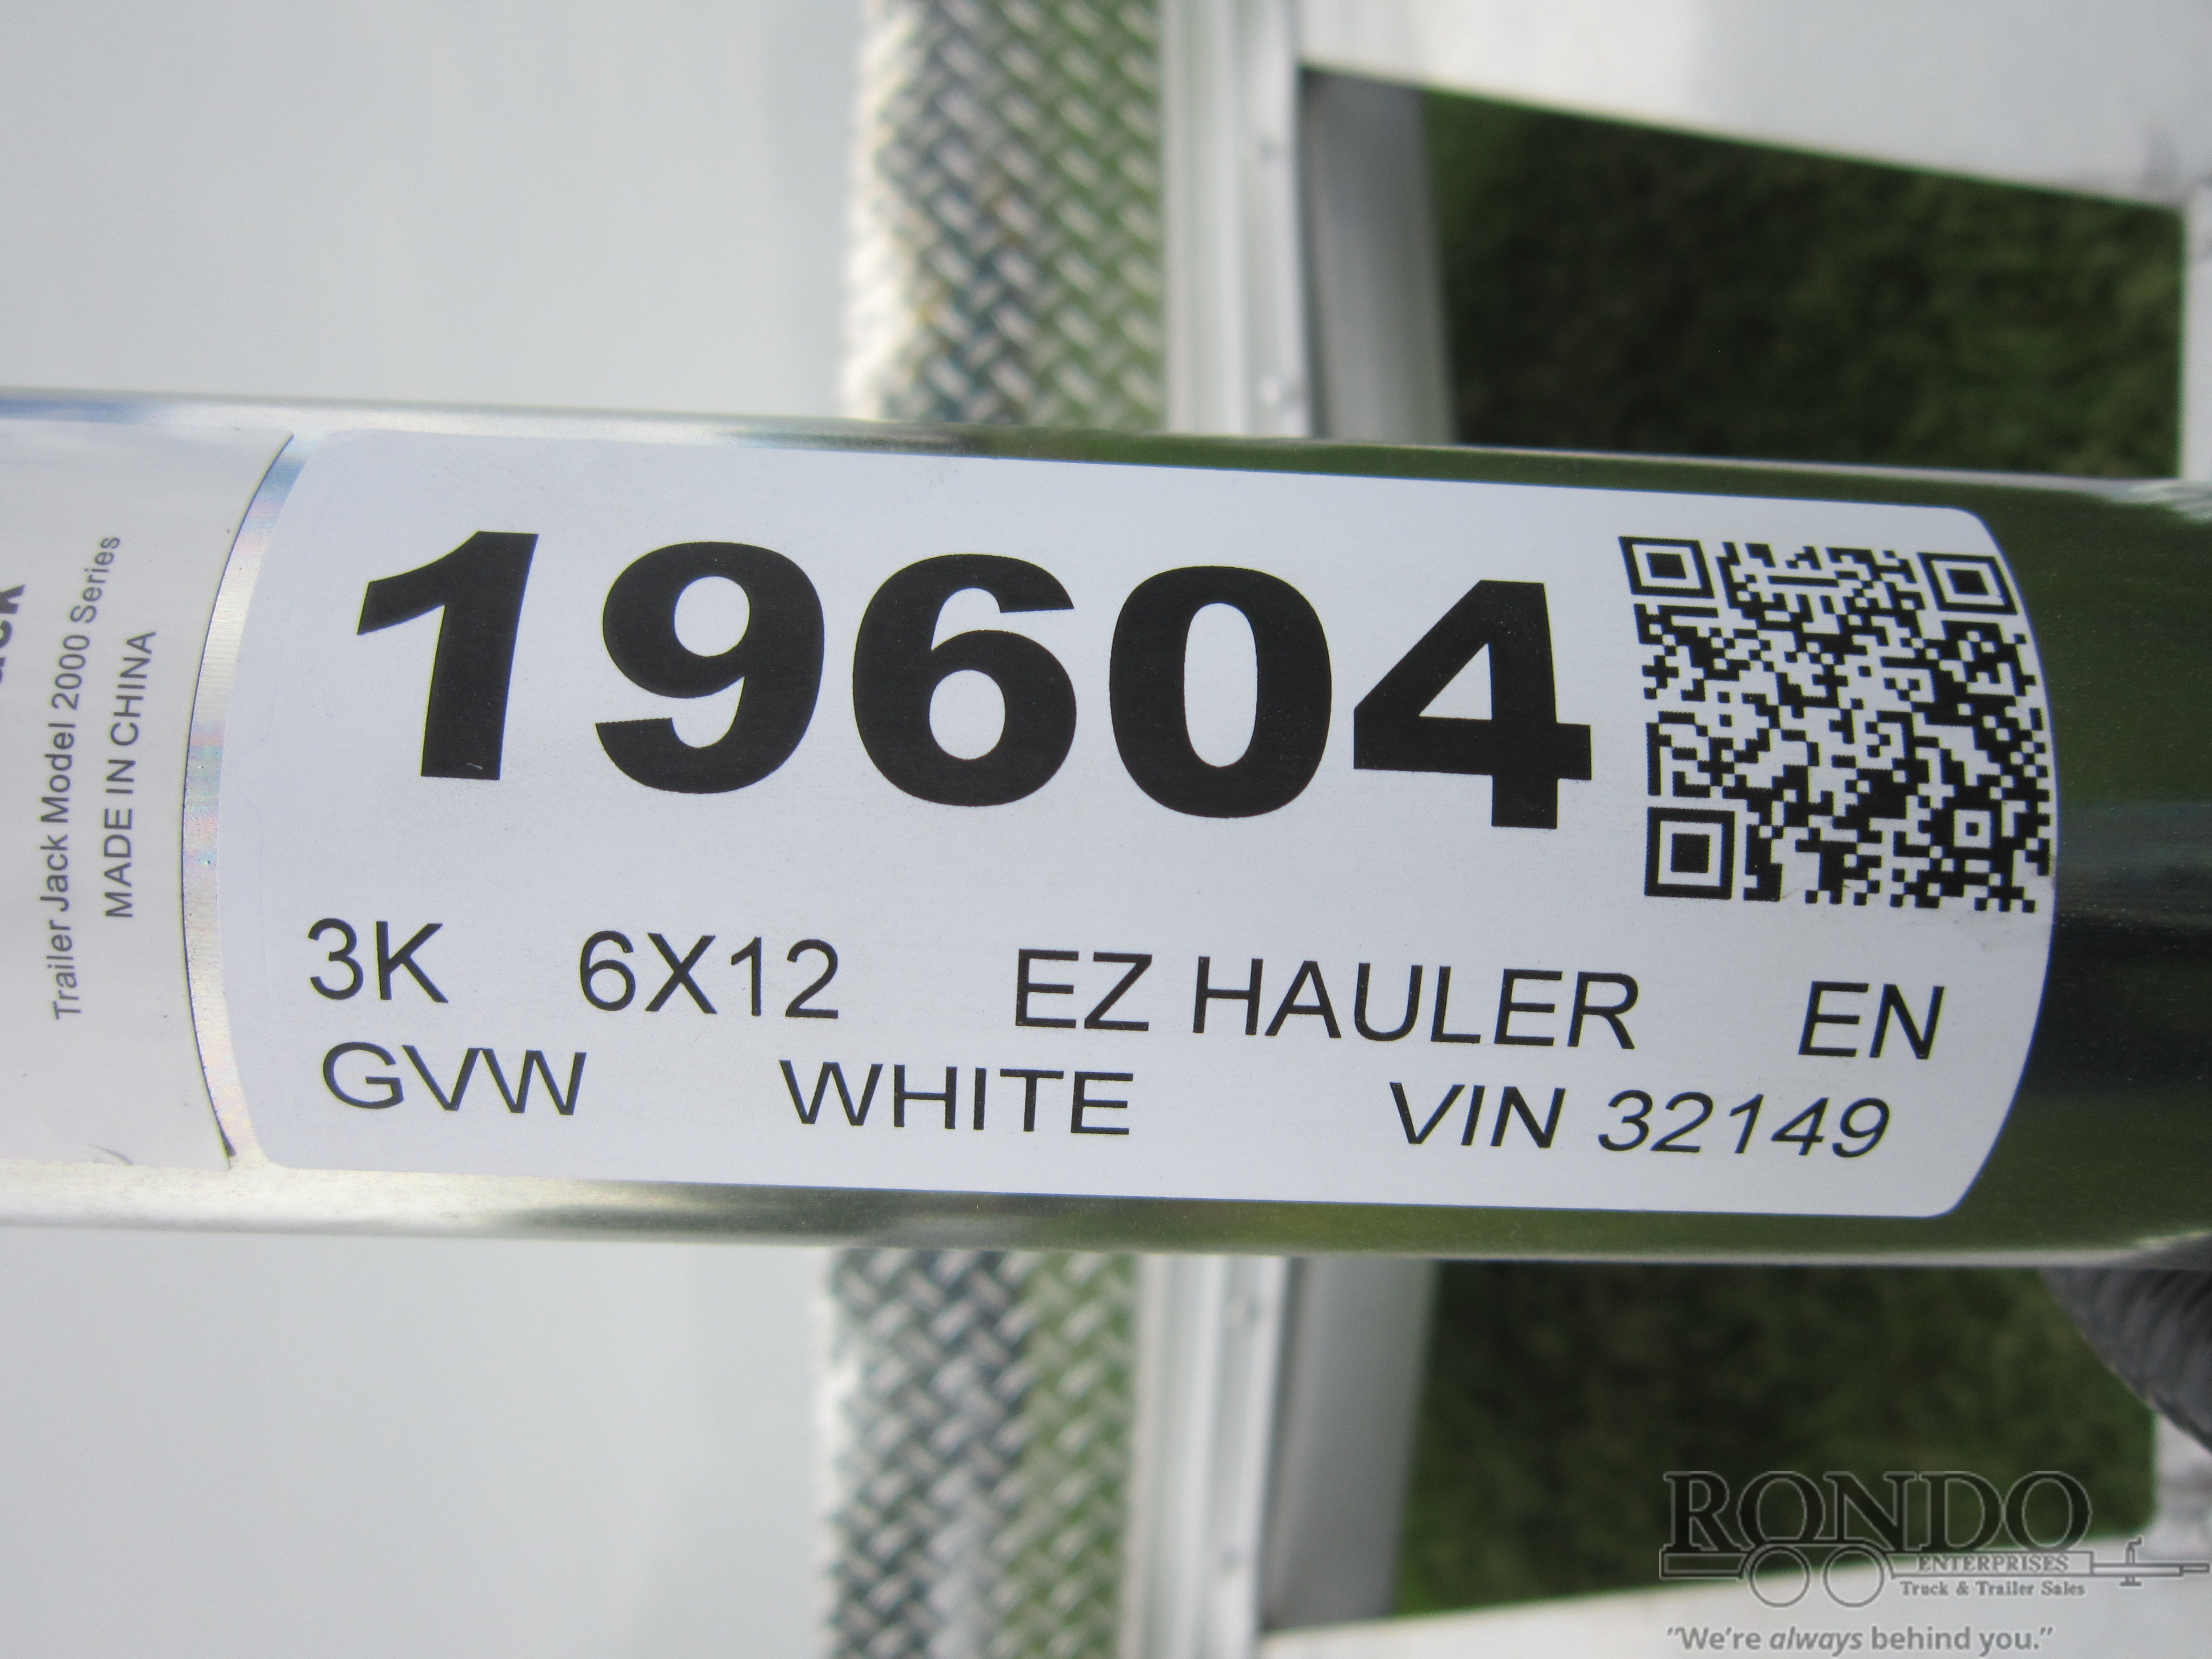 Trailer Jack Model 2000 Series
MADE IN CHINA
19604
3K 6X12 EZ HAULER EN
GVW WHITE VIN 32149
RONDO
ENTERPRISES
Truck & Trailer Sales
"We're always behind you."